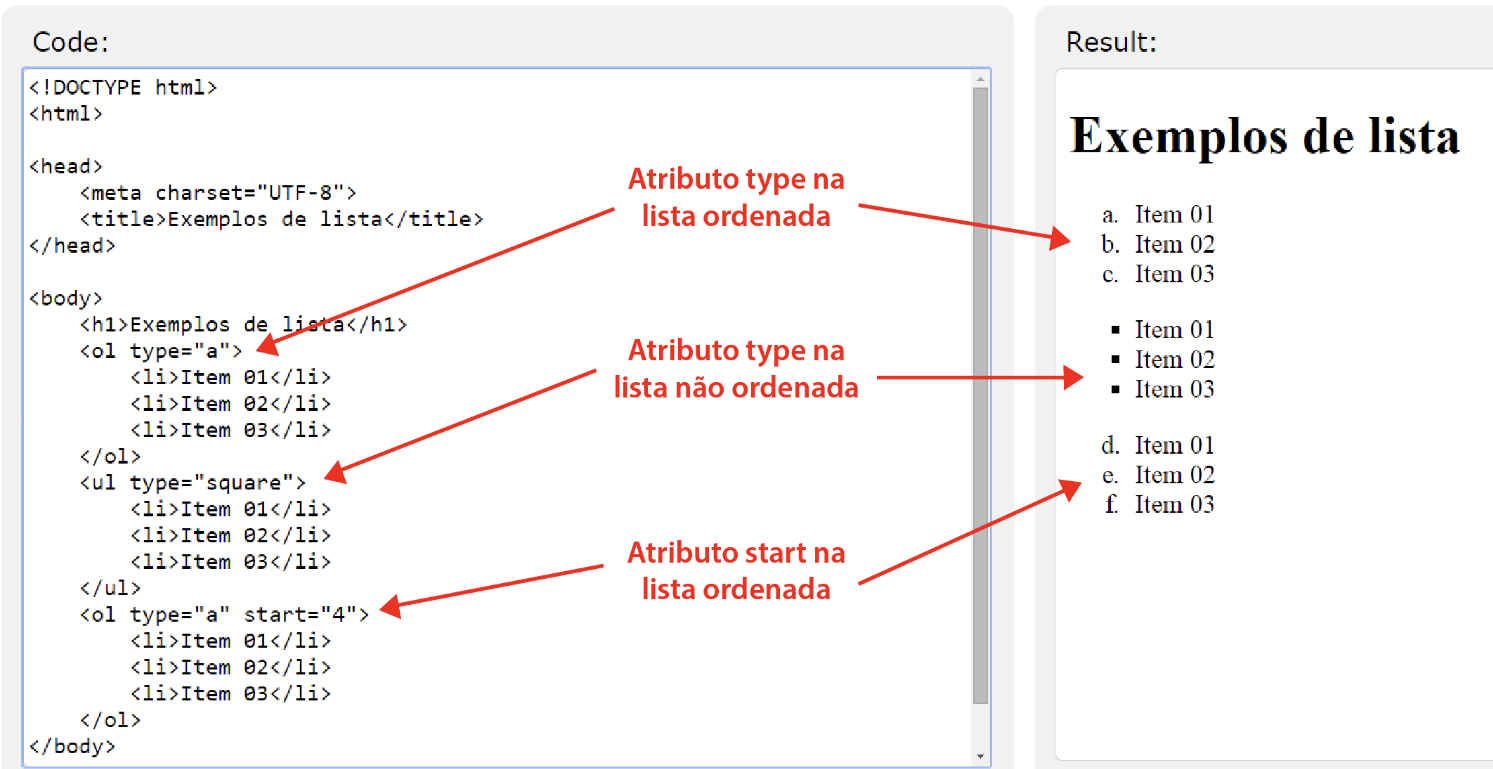 Code:
<!DOCTYPE html>
<html>
<head>
    <meta charset="UTF-8">
    <title>Exemplos de lista</title>
</head>
<body>
    <h1>Exemplos de lista</h1>
    <ol type="a">
        <li>Item 01</li>
        <li>Item 02</li>
        <li>Item 03</li>
    </ol>
    <ul type="square">
        <li>Item 01</li>
        <li>Item 02</li>
        <li>Item 03</li>
    </ul>
    <ol type="a" start="4">
        <li>Item 01</li>
        <li>Item 02</li>
        <li>Item 03</li>
    </ol>
</body>
Atributo type na
lista ordenada
Atributo type na
lista não ordenada
Atributo start na
lista ordenada
Result:
Exemplos de lista
a. Item 01
b. Item 02
c. Item 03
▪ Item 01
▪ Item 02
▪ Item 03
d. Item 01
e. Item 02
f. Item 03